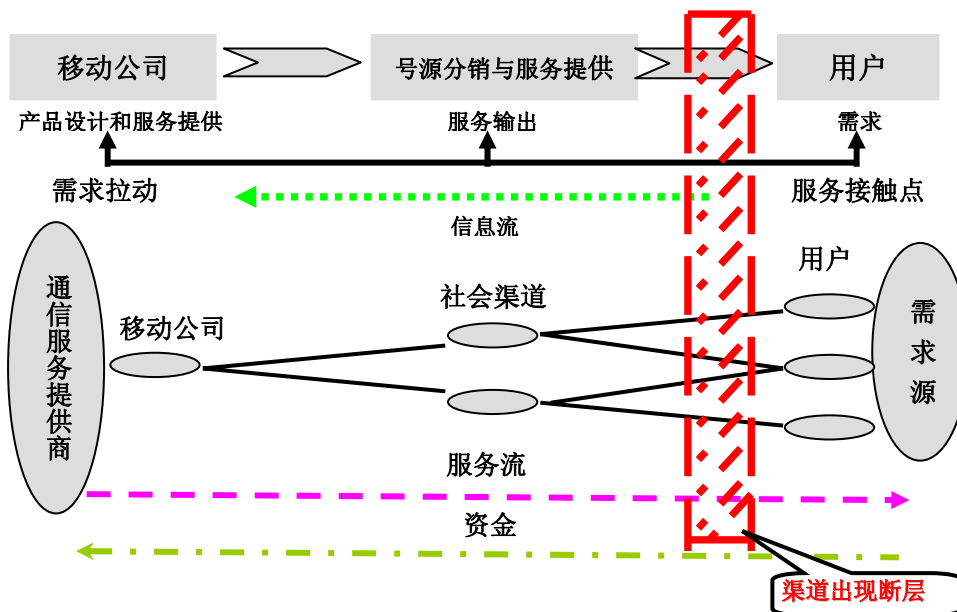 移动公司
号源分销与服务提供
用户
产品设计和服务提供
服务输出
需求
需求拉动
服务接触点
信息流
通信服务提供商
移动公司
社会渠道
用户
需求源
服务流
资金
渠道出现断层